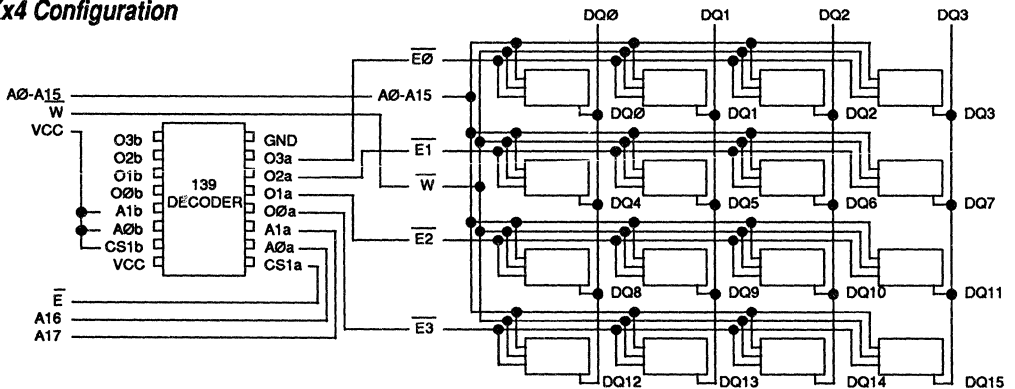 x4 Configuration
DQØ DQ1 DQ2 DQ3
EØ
AØ-A15 AØ-A15
W
VCC
DQØ DQ1 DQ2 DQ3
O3b GND
O2b O3a
O1b O2a
OØb O1a
A1b OØa
AØb A1a
CS1b AØa
VCC CS1a
139
DECODER
E1
W
DQ4 DQ5 DQ6 DQ7
E2
DQ8 DQ9 DQ10 DQ11
E
A16
A17
E3
DQ12 DQ13 DQ14 DQ15